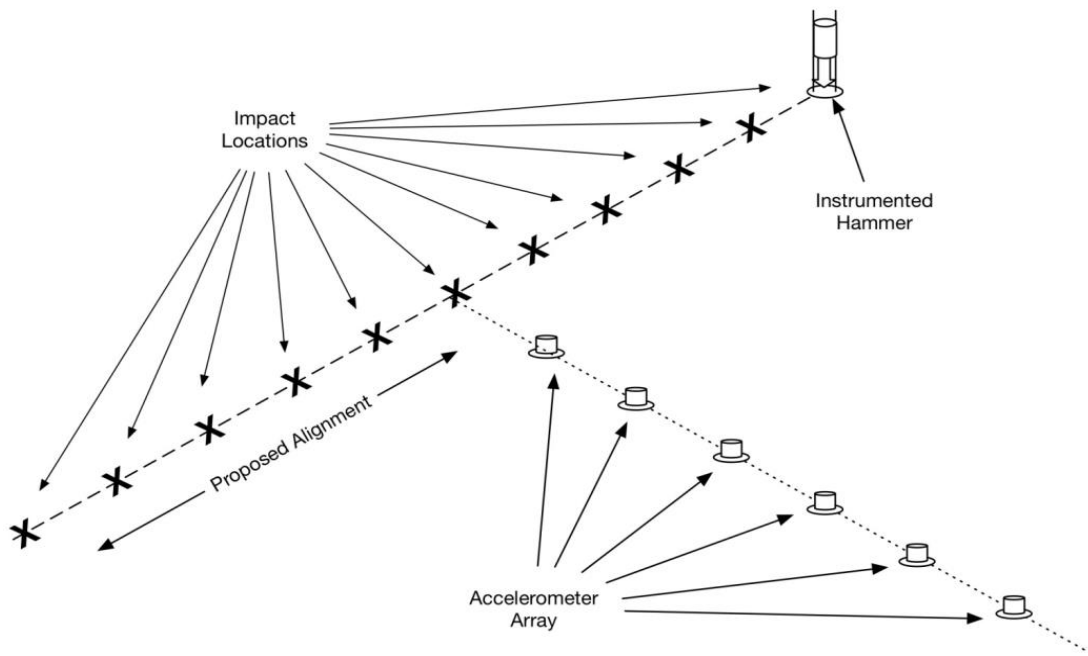 Impact
Locations
Instrumented
Hammer
Proposed Alignment
Accelerometer
Array